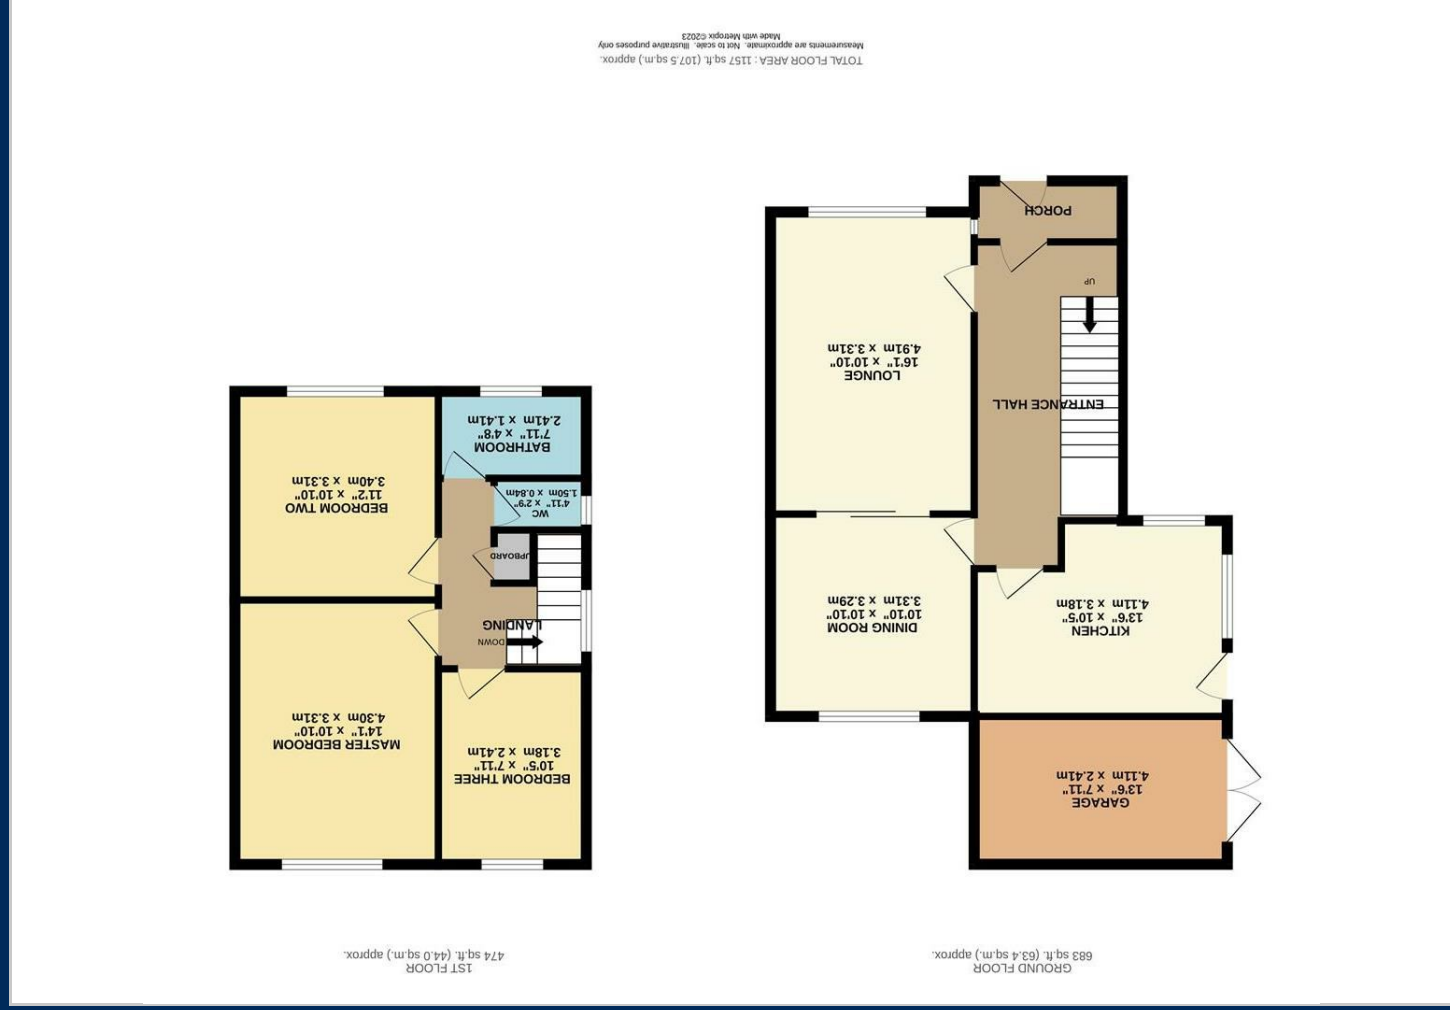 GROUND FLOOR
683 sq.ft. (63.4 sq.m.) approx.
GARAGE
13'6" x 7'11"
4.11m x 2.41m
KITCHEN
13'6" x 10'5"
4.11m x 3.18m
DINING ROOM
10'10" x 10'10"
3.31m x 3.29m
ENTRANCE HALL
LOUNGE
16'1" x 10'10"
4.91m x 3.31m
UP
PORCH
1ST FLOOR
474 sq.ft. (44.0 sq.m.) approx.
BEDROOM THREE
10'5" x 7'11"
3.18m x 2.41m
MASTER BEDROOM
14'1" x 10'10"
4.30m x 3.31m
DOWN
LANDING
UPBOARD
WC
4'11" x 2'9"
1.50m x 0.84m
BEDROOM TWO
11'2" x 10'10"
3.40m x 3.31m
BATHROOM
7'11" x 4'8"
2.41m x 1.41m
TOTAL FLOOR AREA : 1157 sq.ft. (107.5 sq.m.) approx.
Measurements are approximate. Not to scale. Illustrative purposes only
Made with Metropix ©2023